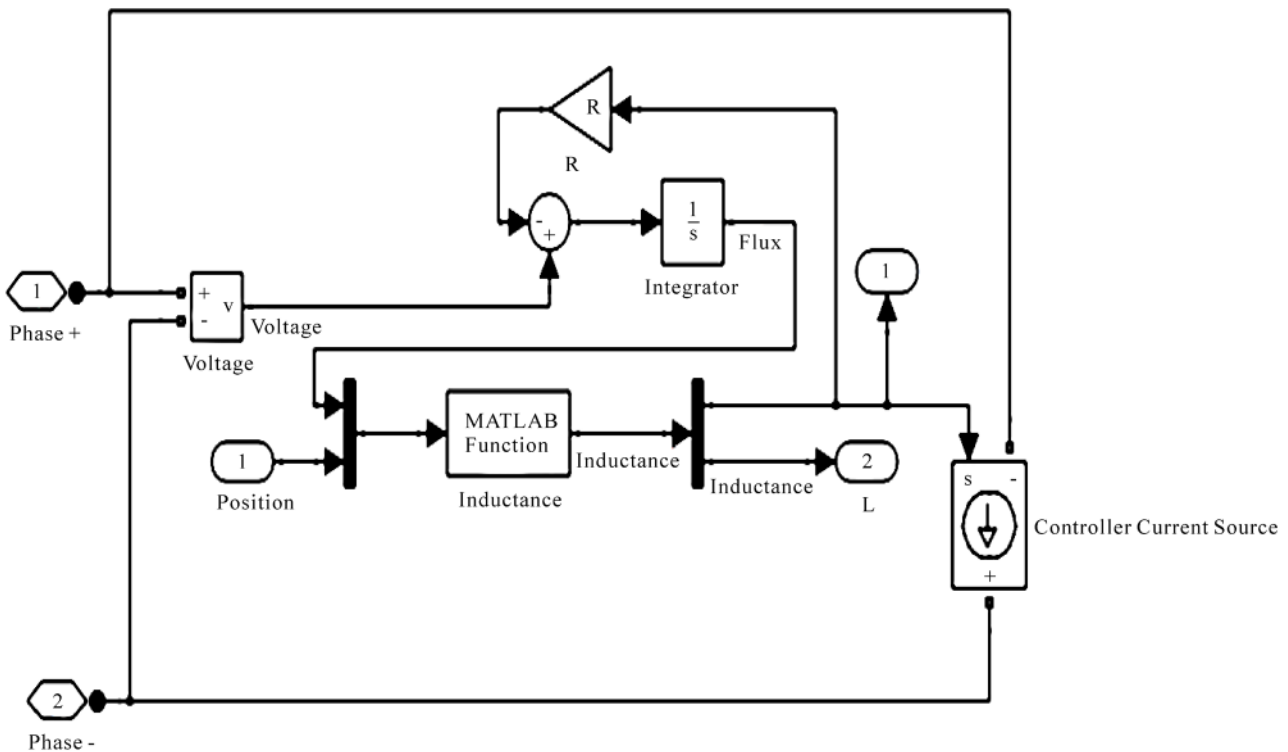 R
R
-
+
1
s
Flux
Integrator
1
1
Phase +
+
-
v
Voltage
Voltage
MATLAB
Function
Inductance
Inductance
1
Position
Inductance
2
L
s
-
+
Controller Current Source
2
Phase -